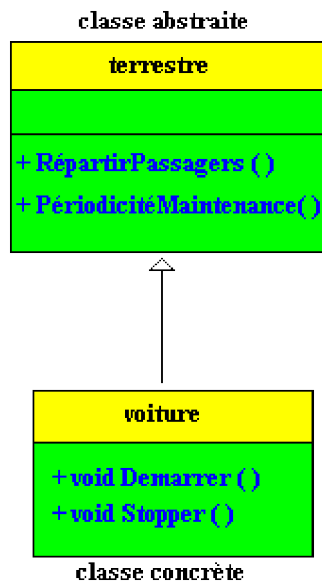 classe abstraite
terrestre
+ RépartirPassagers ( )
+ PériodicitéMaintenance( )
voiture
+ void Demarrer ( )
+ void Stopper ( )
classe concrète